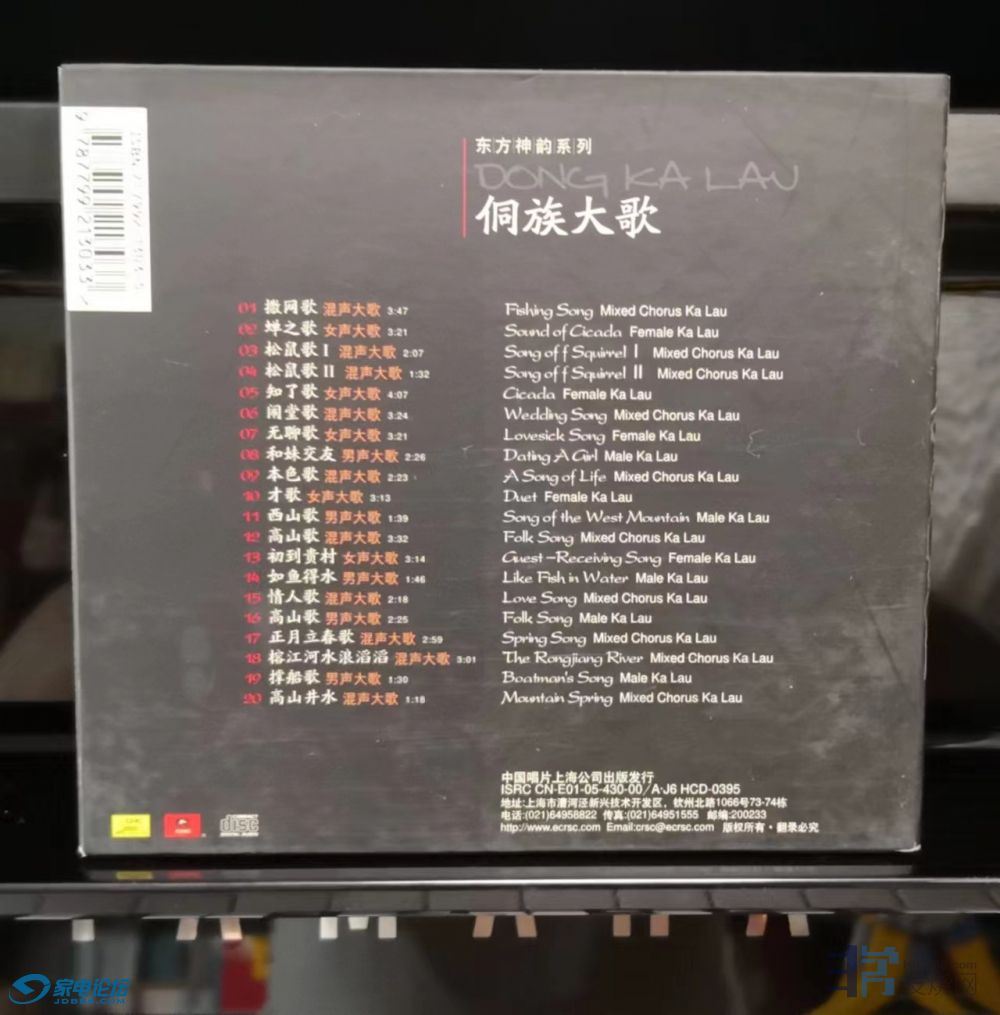 东方神韵系列
DONG KA LAU
侗族大歌
01 撒网歌 混声大歌 3:47 Fishing Song Mixed Chorus Ka Lau
02 蝉之歌 女声大歌 3:21 Sound of Cicada Female Ka Lau
03 松鼠歌 I 混声大歌 2:07 Song off Squirrel I Mixed Chorus Ka Lau
04 松鼠歌 II 混声大歌 1:32 Song off Squirrel II Mixed Chorus Ka Lau
05 知了歌 女声大歌 4:07 Cicada Female Ka Lau
06 闹堂歌 混声大歌 3:24 Wedding Song Mixed Chorus Ka Lau
07 无聊歌 女声大歌 3:21 Lovesick Song Female Ka Lau
08 和妹交友 男声大歌 2:26 Dating A Girl Male Ka Lau
09 本色歌 混声大歌 2:23 A Song of Life Mixed Chorus Ka Lau
10 才歌 女声大歌 3:13 Duet Female Ka Lau
11 西山歌 男声大歌 1:39 Song of the West Mountain Male Ka Lau
12 高山歌 混声大歌 3:32 Folk Song Mixed Chorus Ka Lau
13 初到贵村 女声大歌 3:14 Guest-Receiving Song Female Ka Lau
14 如鱼得水 男声大歌 1:46 Like Fish in Water Male Ka Lau
15 情人歌 混声大歌 2:18 Love Song Mixed Chorus Ka Lau
16 高山歌 男声大歌 2:25 Folk Song Male Ka Lau
17 正月立春歌 混声大歌 2:59 Spring Song Mixed Chorus Ka Lau
18 榕江河水浪滔滔 混声大歌 3:01 The Rongjiang River Mixed Chorus Ka Lau
19 撑船歌 男声大歌 1:30 Boatman's Song Male Ka Lau
20 高山井水 混声大歌 1:18 Mountain Spring Mixed Chorus Ka Lau
中国唱片上海公司出版发行
ISRC CN-E01-05-430-00/A·J6 HCD-0395
地址:上海市漕河泾新兴技术开发区，钦州北路1066号73-74栋
电话:(021)64958822 传真:(021)64951555 邮编:200233
http://www.ecrsc.com Email:crsc@ecrsc.com 版权所有·翻录必究
disc
家电论坛
JDBBS.COM